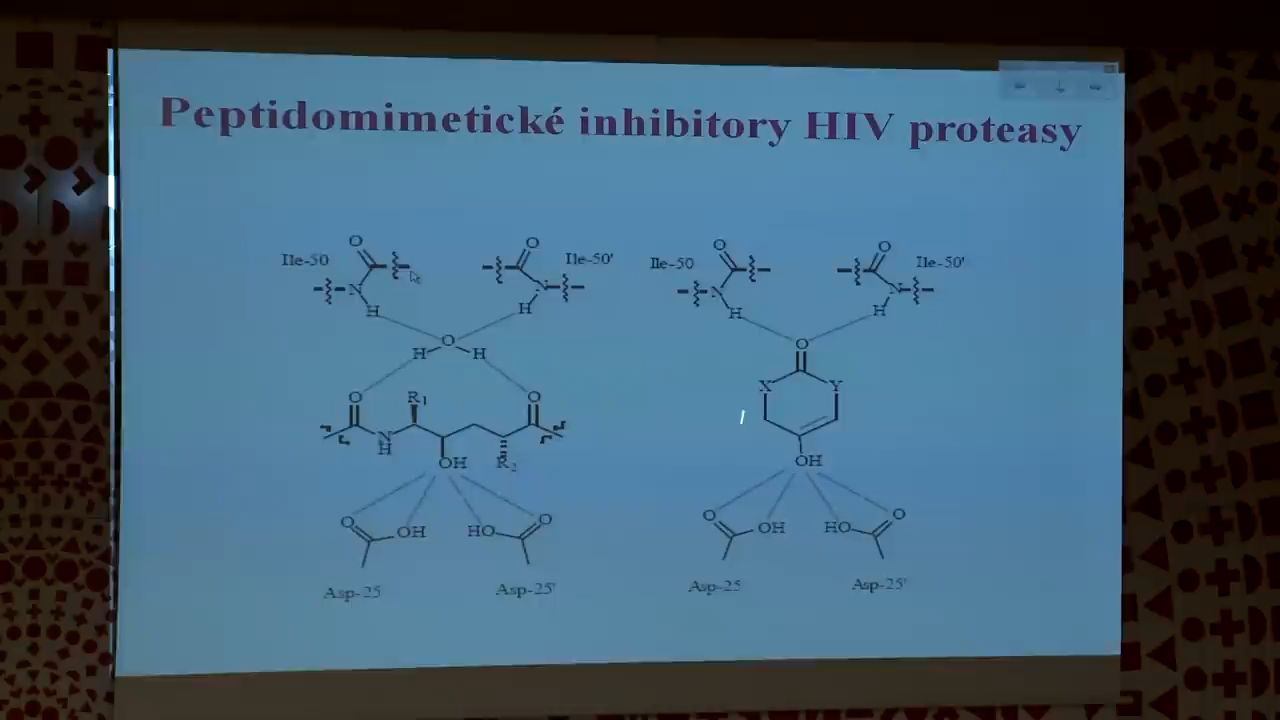 Peptidomimetické inhibitory HIV proteasy
Ile-50 Ile-50' Ile-50 Ile-50'
O O O O
N N N N
H H H H
O O
H H
O O X Y
R1
N
H
OH R2 OH
O O O O
OH HO OH HO
Asp-25 Asp-25' Asp-25 Asp-25'